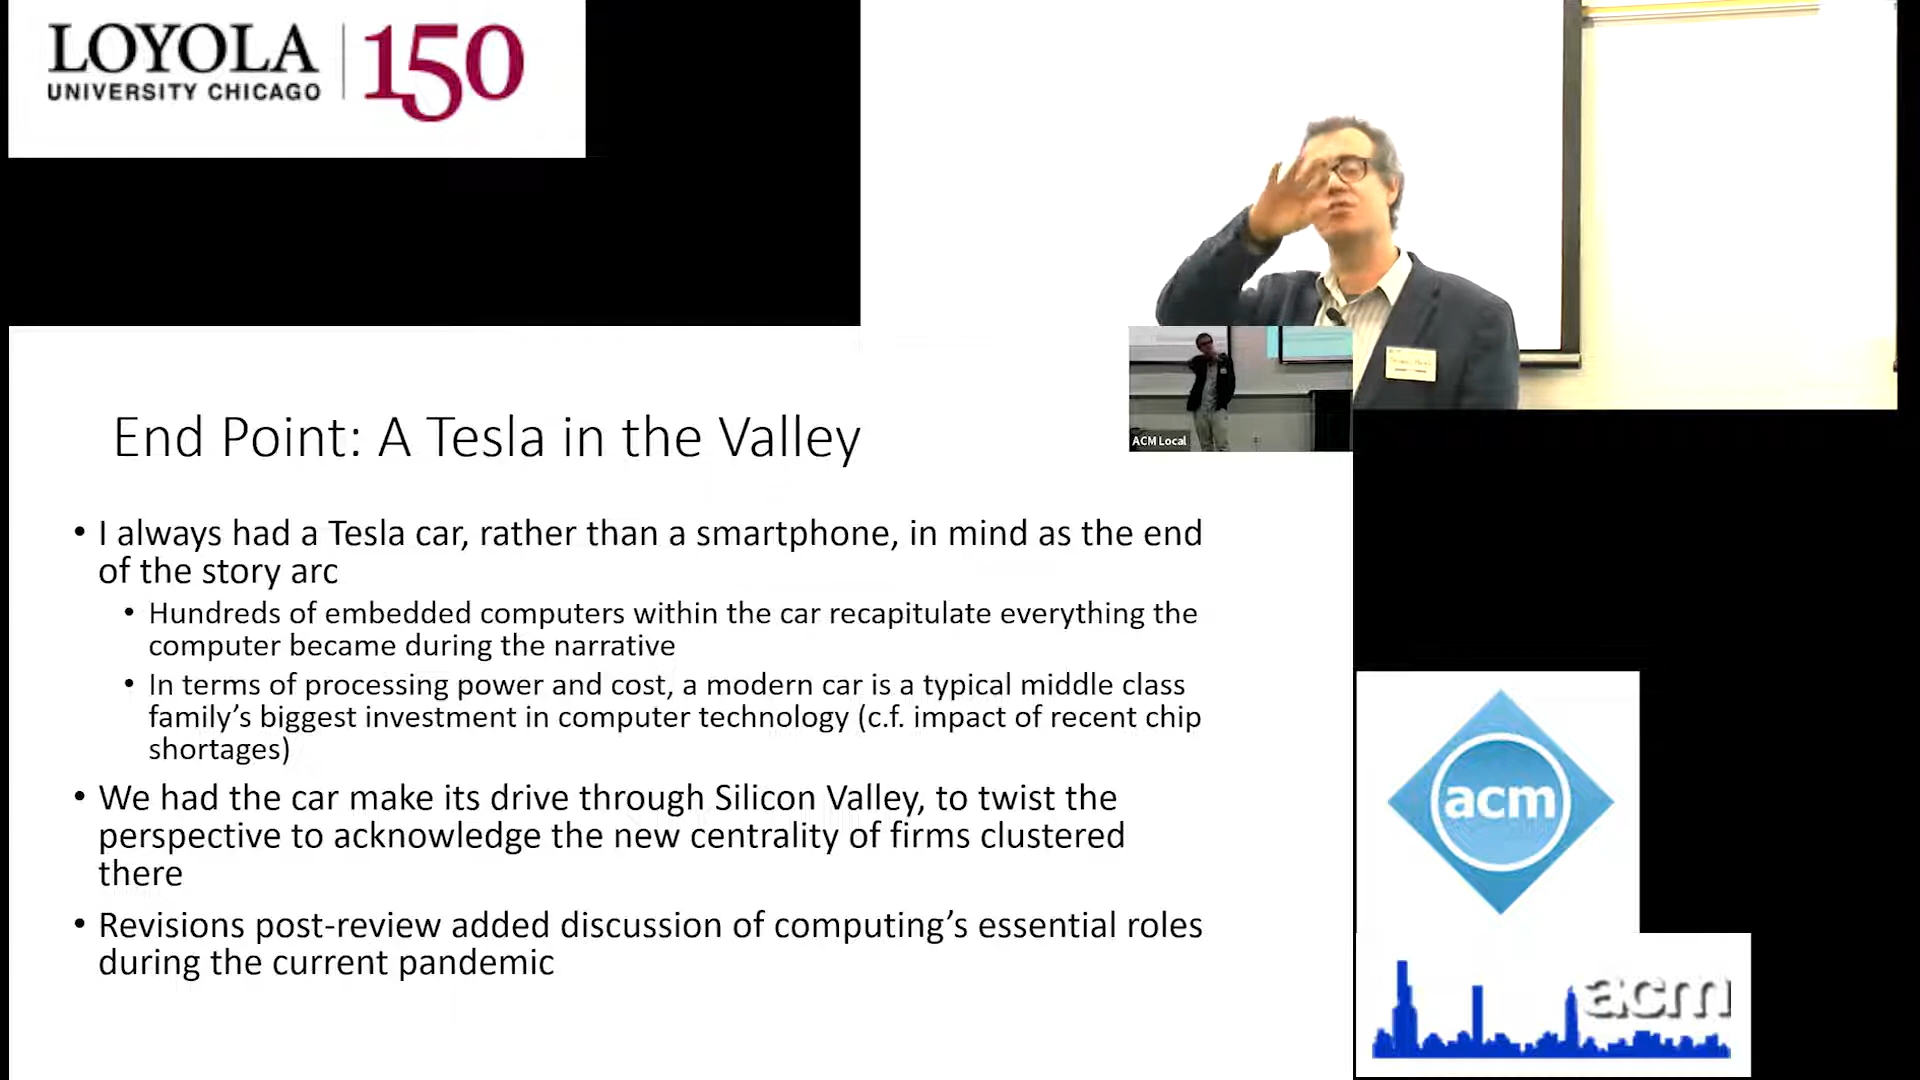 LOYOLA
UNIVERSITY CHICAGO
150
ACM Local
End Point: A Tesla in the Valley
• I always had a Tesla car, rather than a smartphone, in mind as the end
of the story arc
• Hundreds of embedded computers within the car recapitulate everything the
computer became during the narrative
• In terms of processing power and cost, a modern car is a typical middle class
family’s biggest investment in computer technology (c.f. impact of recent chip
shortages)
• We had the car make its drive through Silicon Valley, to twist the
perspective to acknowledge the new centrality of firms clustered
there
• Revisions post-review added discussion of computing’s essential roles
during the current pandemic
acm
acm